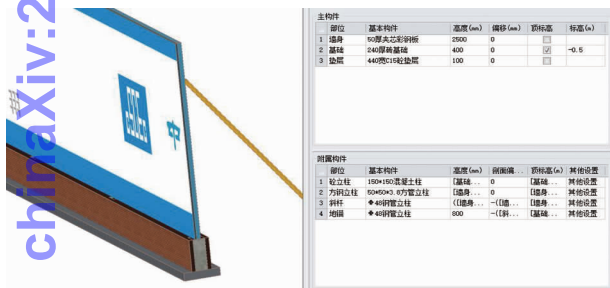 chinaXiv:2
中
主构件
部位 基本构件 高度(mm) 偏移(mm) 顶标高 标高(m)
1 墙身 50厚夹芯彩钢板 2500 0
2 基础 240厚砖基础 400 0 -0.5
3 垫层 440宽C15砼垫层 100 0
附属构件
部位 基本构件 高度(mm) 剖面偏... 顶标高(m) 其他设置
1 砼立柱 150*150混凝土柱 [基础... 0 [基础... 其他设置
2 方钢立柱 50*50*3.8方管立柱 [墙身... 0 [墙身... 其他设置
3 斜杆 ◆48钢管立柱 ([墙身... -([墙... [墙身... 其他设置
4 地锚 ◆48钢管立柱 800 -([斜... [基础... 其他设置